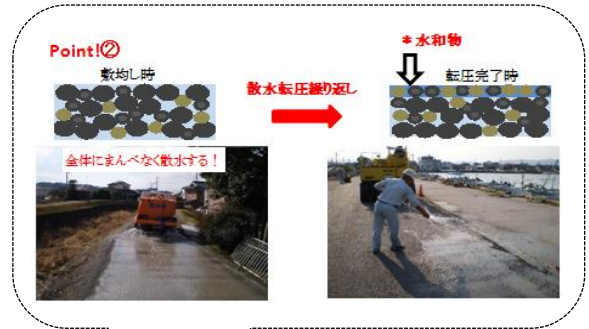 Point!②
敷均し時
散水転圧繰り返し
＊水和物
転圧完了時
全体にまんべなく散水する！